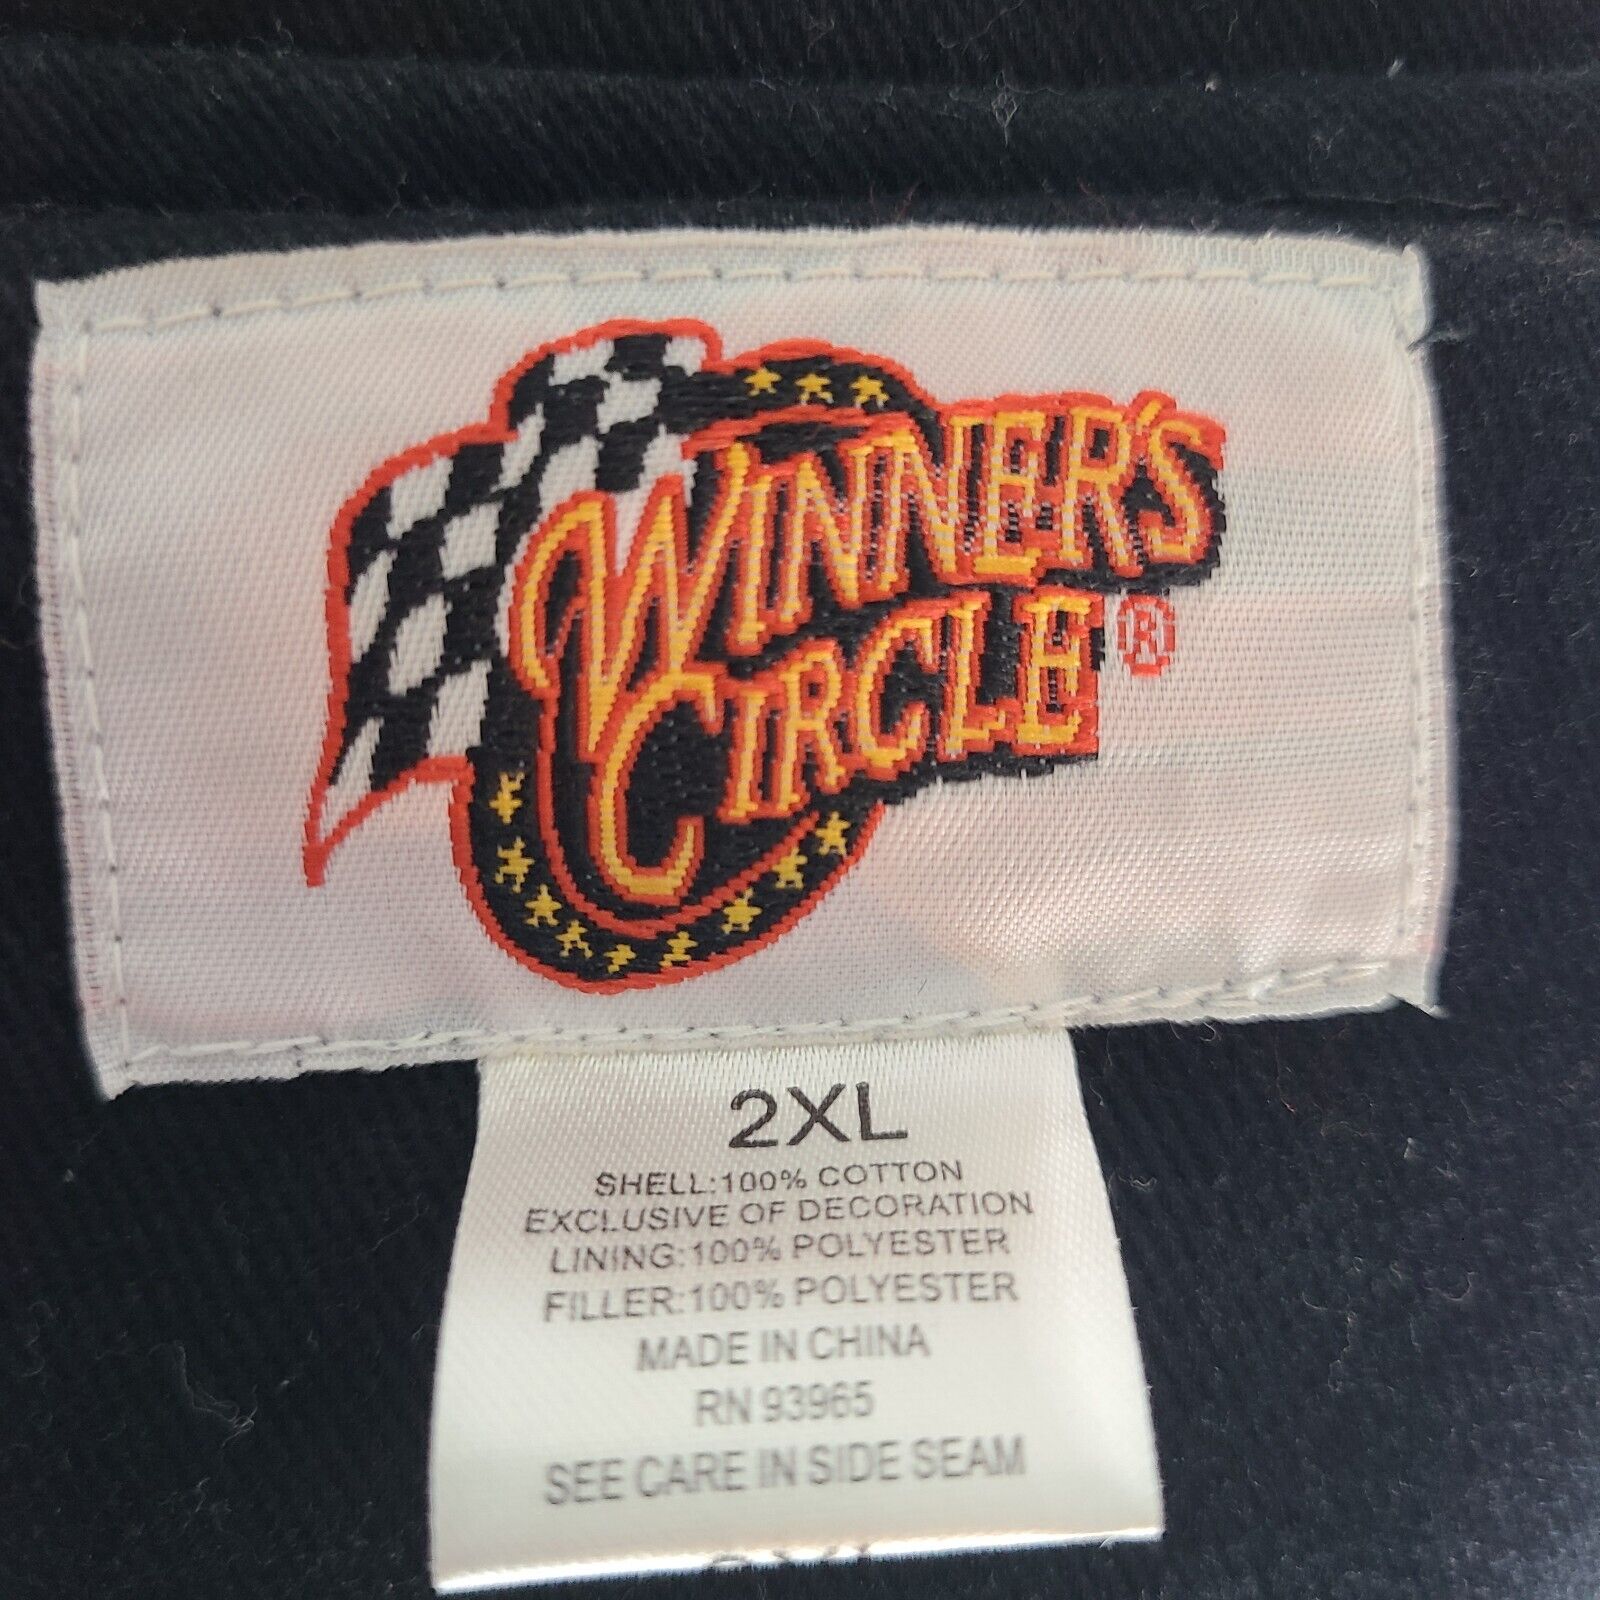 WINNER'S
CIRCLE®
2XL
SHELL:100% COTTON
EXCLUSIVE OF DECORATION
LINING:100% POLYESTER
FILLER:100% POLYESTER
MADE IN CHINA
RN 93965
SEE CARE IN SIDE SEAM